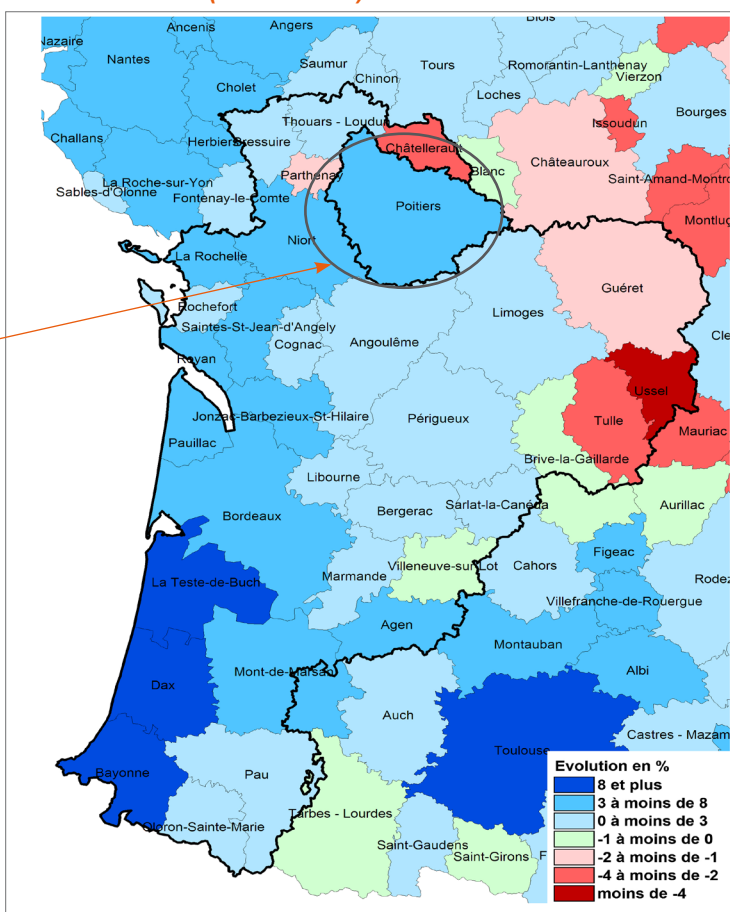 Blois
Ancenis
Angers
Nazaire
Nantes
Saumur
Tours
Romorantin-Lanthenay
Vierzon
Chinon
Cholet
Loches
Bourges
Thouars - Loudun
Issoudun
Challans
Herbiers
Bressuire
Châtellerault
Châteauroux
Parthenay
Blanc
Saint-Amand-Montro
La Roche-sur-Yon
Sables-d'Olonne
Fontenay-le-Comte
Poitiers
Montluç
Niort
La Rochelle
Guéret
Rochefort
Limoges
Saintes-St-Jean-d'Angely
Cle
Cognac
Angoulême
Royan
Ussel
Jonzac-Barbezieux-St-Hilaire
Périgueux
Tulle
Mauriac
Pauillac
Brive-la-Gaillarde
Libourne
Sarlat-la-Canéda
Aurillac
Bordeaux
Bergerac
Figeac
Villeneuve-sur-Lot
Cahors
La Teste-de-Buch
Marmande
Rodez
Villefranche-de-Rouergue
Agen
Montauban
Mont-de-Marsan
Albi
Dax
Auch
Castres - Mazam
Toulouse
Bayonne
Pau
Tarbes - Lourdes
Oloron-Sainte-Marie
Saint-Gaudens
Saint-Girons
F
Evolution en %
8 et plus
3 à moins de 8
0 à moins de 3
-1 à moins de 0
-2 à moins de -1
-4 à moins de -2
moins de -4